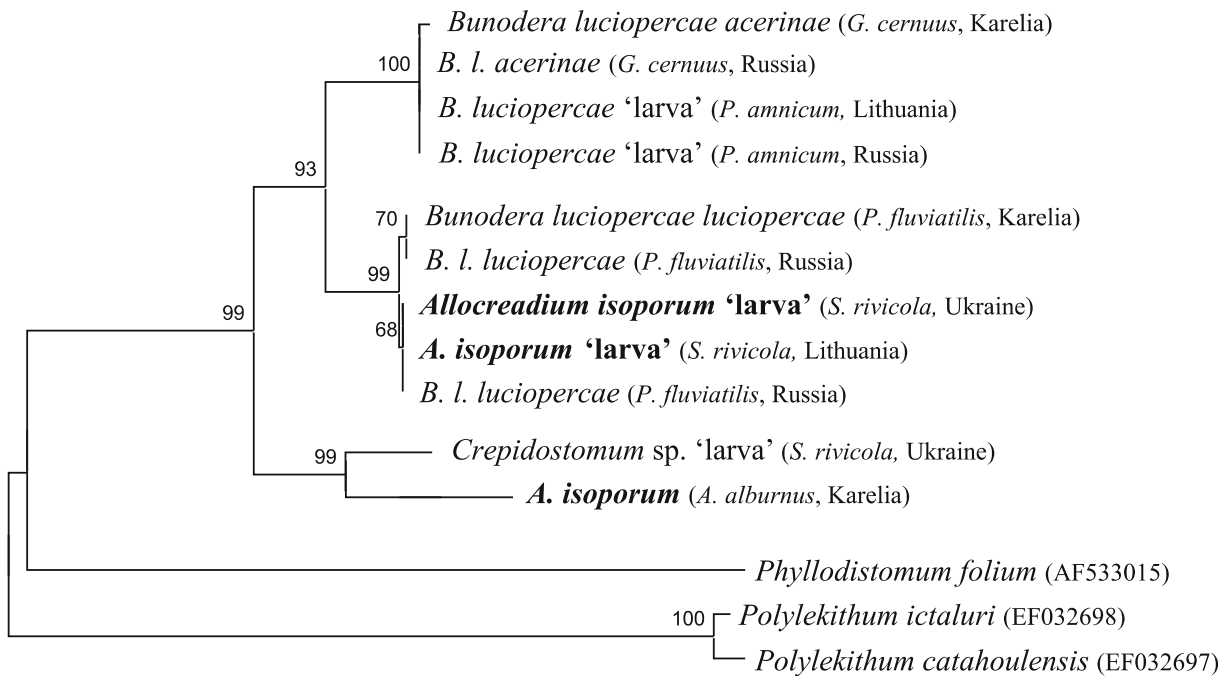 Bunodera luciopercae acerinae (G. cernuus, Karelia)
100
B. l. acerinae (G. cernuus, Russia)
B. luciopercae ‘larva’ (P. amnicum, Lithuania)
B. luciopercae ‘larva’ (P. amnicum, Russia)
93
70
Bunodera luciopercae luciopercae (P. fluviatilis, Karelia)
B. l. luciopercae (P. fluviatilis, Russia)
99
Allocreadium isoporum ‘larva’ (S. rivicola, Ukraine)
99
68
A. isoporum ‘larva’ (S. rivicola, Lithuania)
B. l. luciopercae (P. fluviatilis, Russia)
Crepidostomum sp. ‘larva’ (S. rivicola, Ukraine)
99
A. isoporum (A. alburnus, Karelia)
Phyllodistomum folium (AF533015)
100
Polylekithum ictaluri (EF032698)
Polylekithum catahoulensis (EF032697)